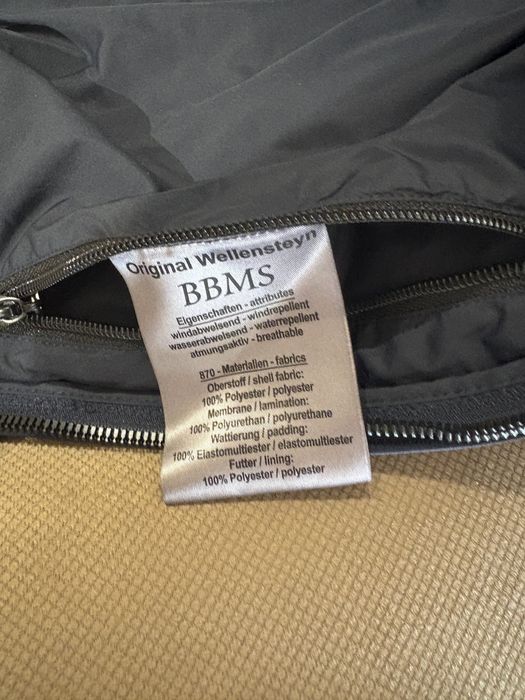 Original Wellensteyn
BBMS
Eigenschaften - attributes
windabweisend - windrepellent
wasserabweisend - waterrepellent
atmungsaktiv - breathable
870 - Materialien - fabrics
Oberstoff / shell fabric:
100% Polyester / polyester
Membrane / lamination:
100% Polyurethan / polyurethane
Wattierung / padding:
100% Elastomultiester / elastomultiester
Futter / lining:
100% Polyester / polyester